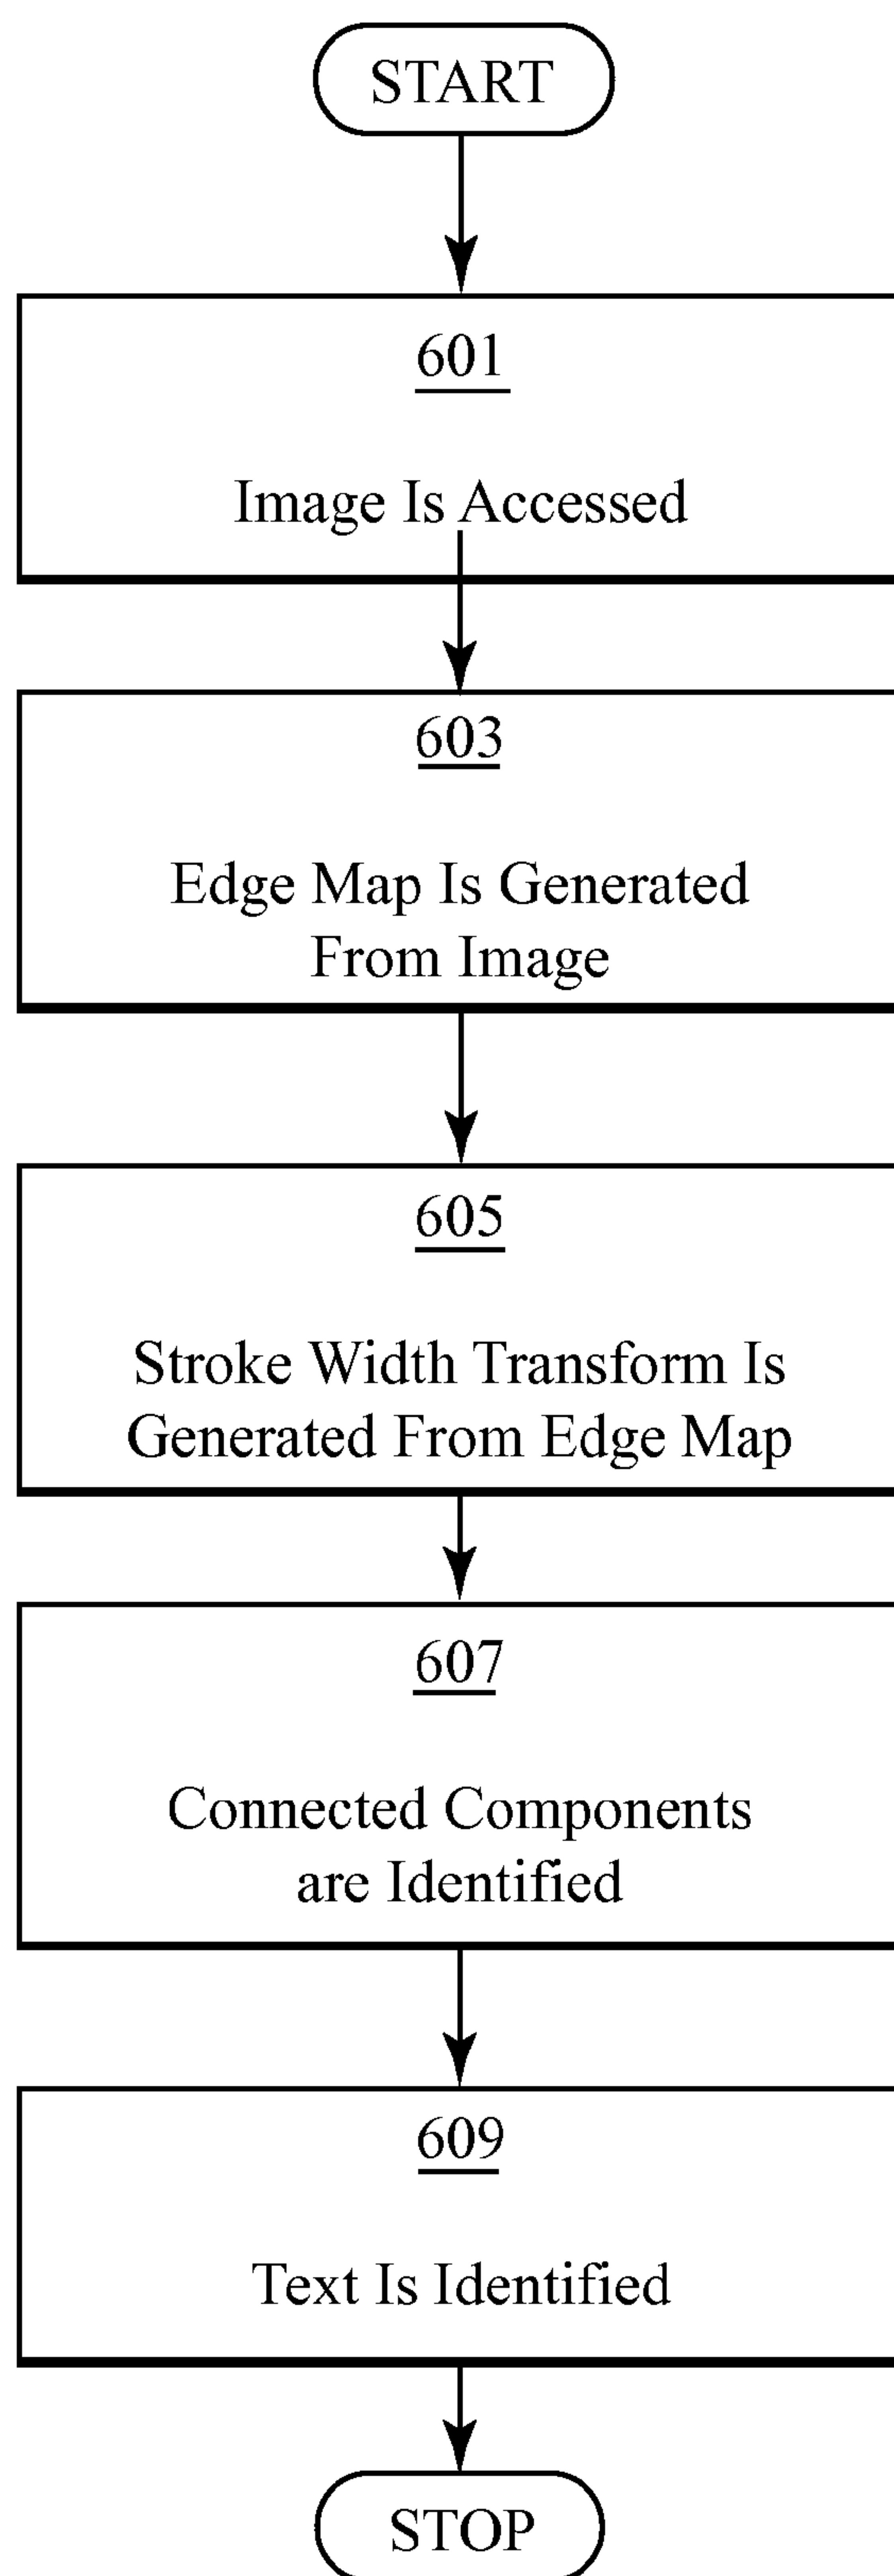 START
601
Image Is Accessed
603
Edge Map Is Generated
From Image
605
Stroke Width Transform Is
Generated From Edge Map
607
Connected Components
are Identified
609
Text Is Identified
STOP